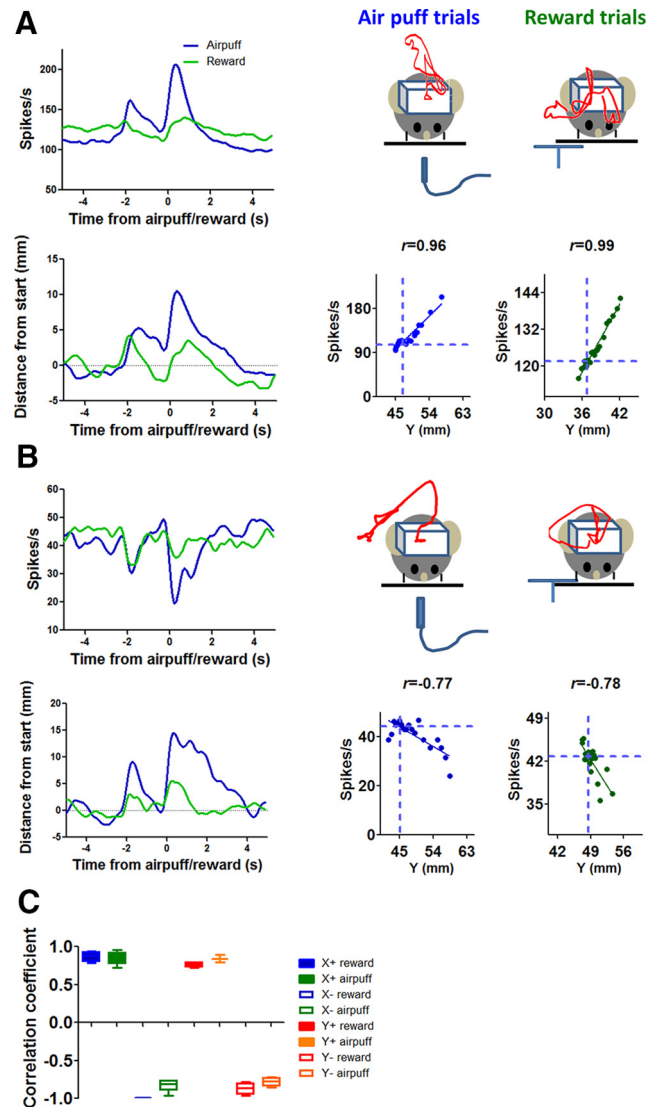 A
Air puff trials
Reward trials
Airpuff
Reward
Spikes/s
200
150
100
50
-4 -2 0 2 4
Time from airpuff/reward (s)
Distance from start (mm)
15
10
5
0
-5
-4 -2 0 2 4
Time from airpuff/reward (s)
r=0.96
Spikes/s
180
90
0
45 54 63
Y (mm)
r=0.99
Spikes/s
144
132
120
30 36 42
Y (mm)
B
Spikes/s
60
50
40
30
20
10
-4 -2 0 2 4
Time from airpuff/reward (s)
Distance from start (mm)
20
15
10
5
0
-5
-4 -2 0 2 4
Time from airpuff/reward (s)
r=-0.77
Spikes/s
40
20
0
45 54 63
Y (mm)
r=-0.78
Spikes/s
49
42
35
42 49 56
Y (mm)
C
Correlation coefficient
1.0
0.5
0.0
-0.5
-1.0
X+ reward
X+ airpuff
X- reward
X- airpuff
Y+ reward
Y+ airpuff
Y- reward
Y- airpuff